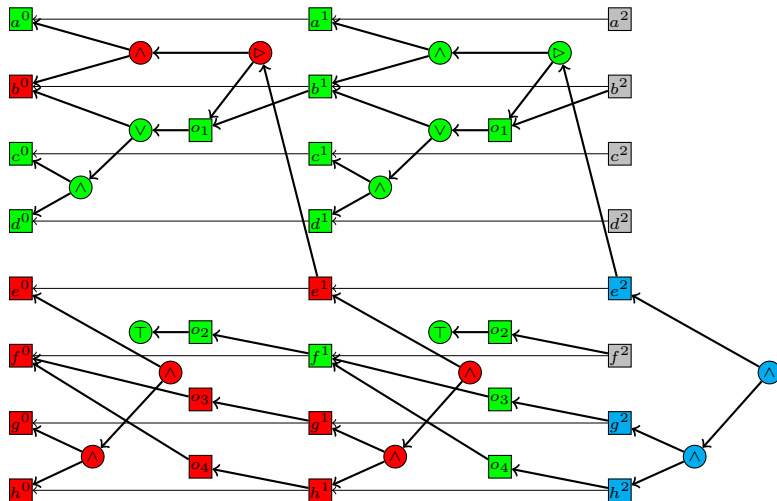 a⁰ a¹ a²
∧ ▷ ∧ ▷
b⁰ b¹ b²
∨ o₁ ∨ o₁
c⁰ c¹ c²
∧ ∧
d⁰ d¹ d²
e⁰ e¹ e²
⊤ o₂ ⊤ o₂
f⁰ f¹ f²
∧ ∧ ∧
o₃ o₃
g⁰ g¹ g²
∧ ∧ ∧
o₄ o₄
h⁰ h¹ h²